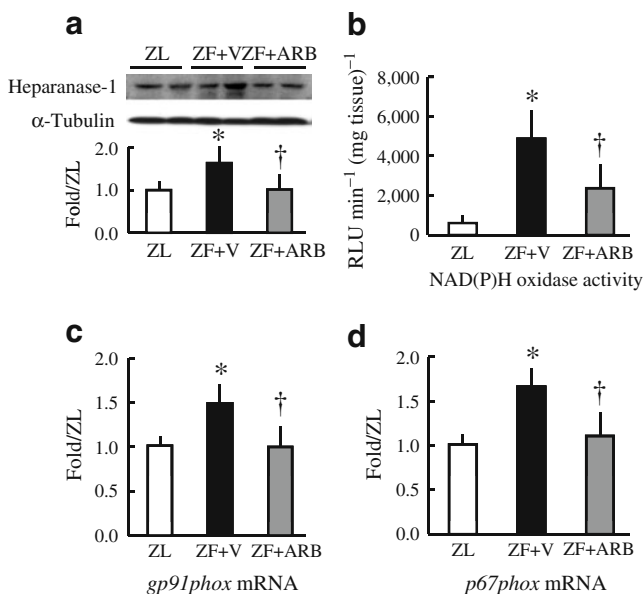 a
ZL ZF+V ZF+ARB
Heparanase-1
α-Tubulin
Fold/ZL
2.0
1.0
0.0
*
†
ZL ZF+V ZF+ARB
b
RLU min⁻¹ (mg tissue)⁻¹
8,000
6,000
4,000
2,000
0
*
†
ZL ZF+V ZF+ARB
NAD(P)H oxidase activity
c
Fold/ZL
2.0
1.5
1.0
0.5
0.0
*
†
ZL ZF+V ZF+ARB
gp91phox mRNA
d
Fold/ZL
2.0
1.5
1.0
0.5
0.0
*
†
ZL ZF+V ZF+ARB
p67phox mRNA